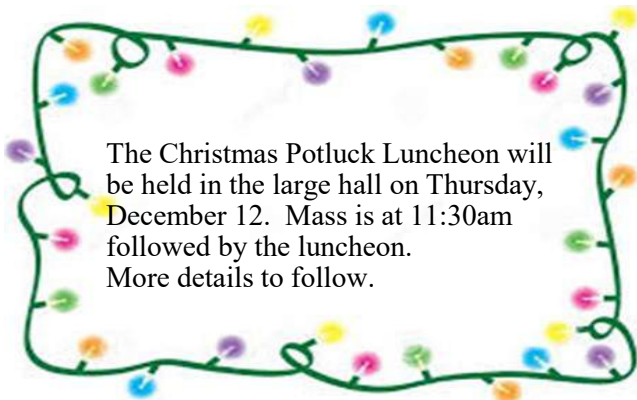 The Christmas Potluck Luncheon will
be held in the large hall on Thursday,
December 12.  Mass is at 11:30am
followed by the luncheon.
More details to follow.